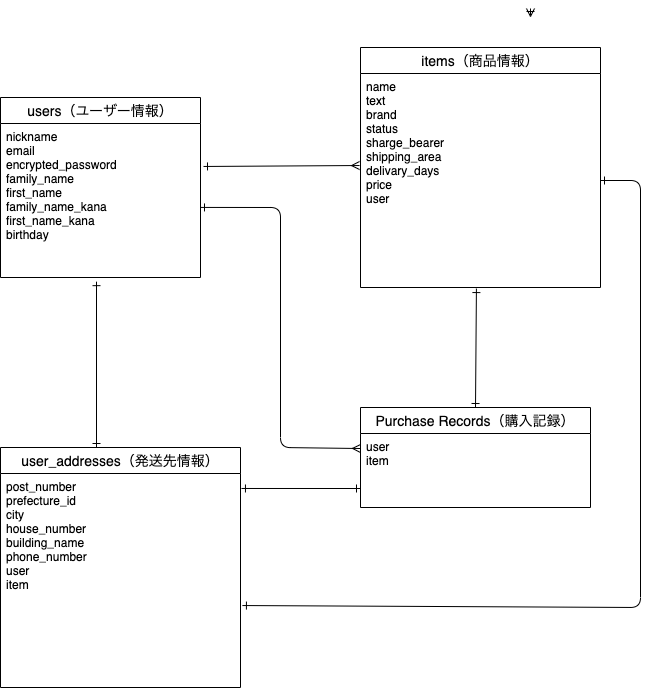 items（商品情報）
name
text
brand
status
sharge_bearer
shipping_area
delivary_days
price
user
users（ユーザー情報）
nickname
email
encrypted_password
family_name
first_name
family_name_kana
first_name_kana
birthday
Purchase Records（購入記録）
user
item
user_addresses（発送先情報）
post_number
prefecture_id
city
house_number
building_name
phone_number
user
item